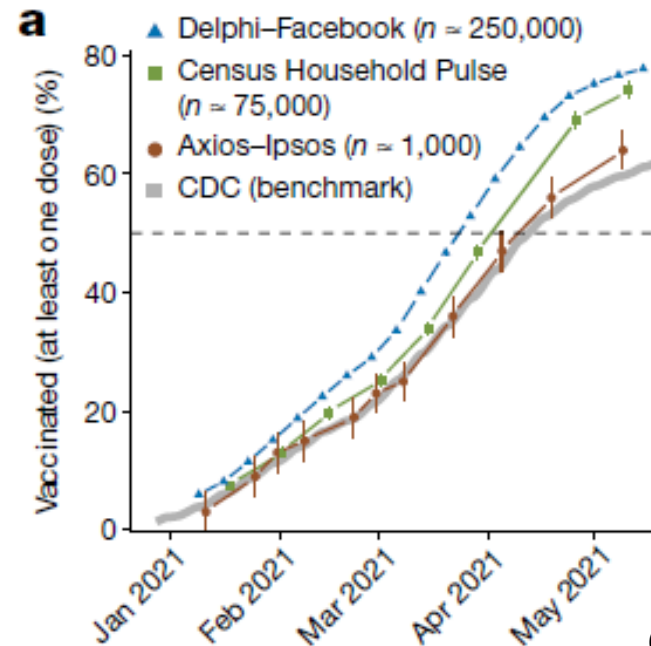 a
Delphi–Facebook (n ≃ 250,000)
Census Household Pulse
(n ≃ 75,000)
Axios–Ipsos (n ≃ 1,000)
CDC (benchmark)
Vaccinated (at least one dose) (%)
80
60
40
20
0
Jan 2021
Feb 2021
Mar 2021
Apr 2021
May 2021